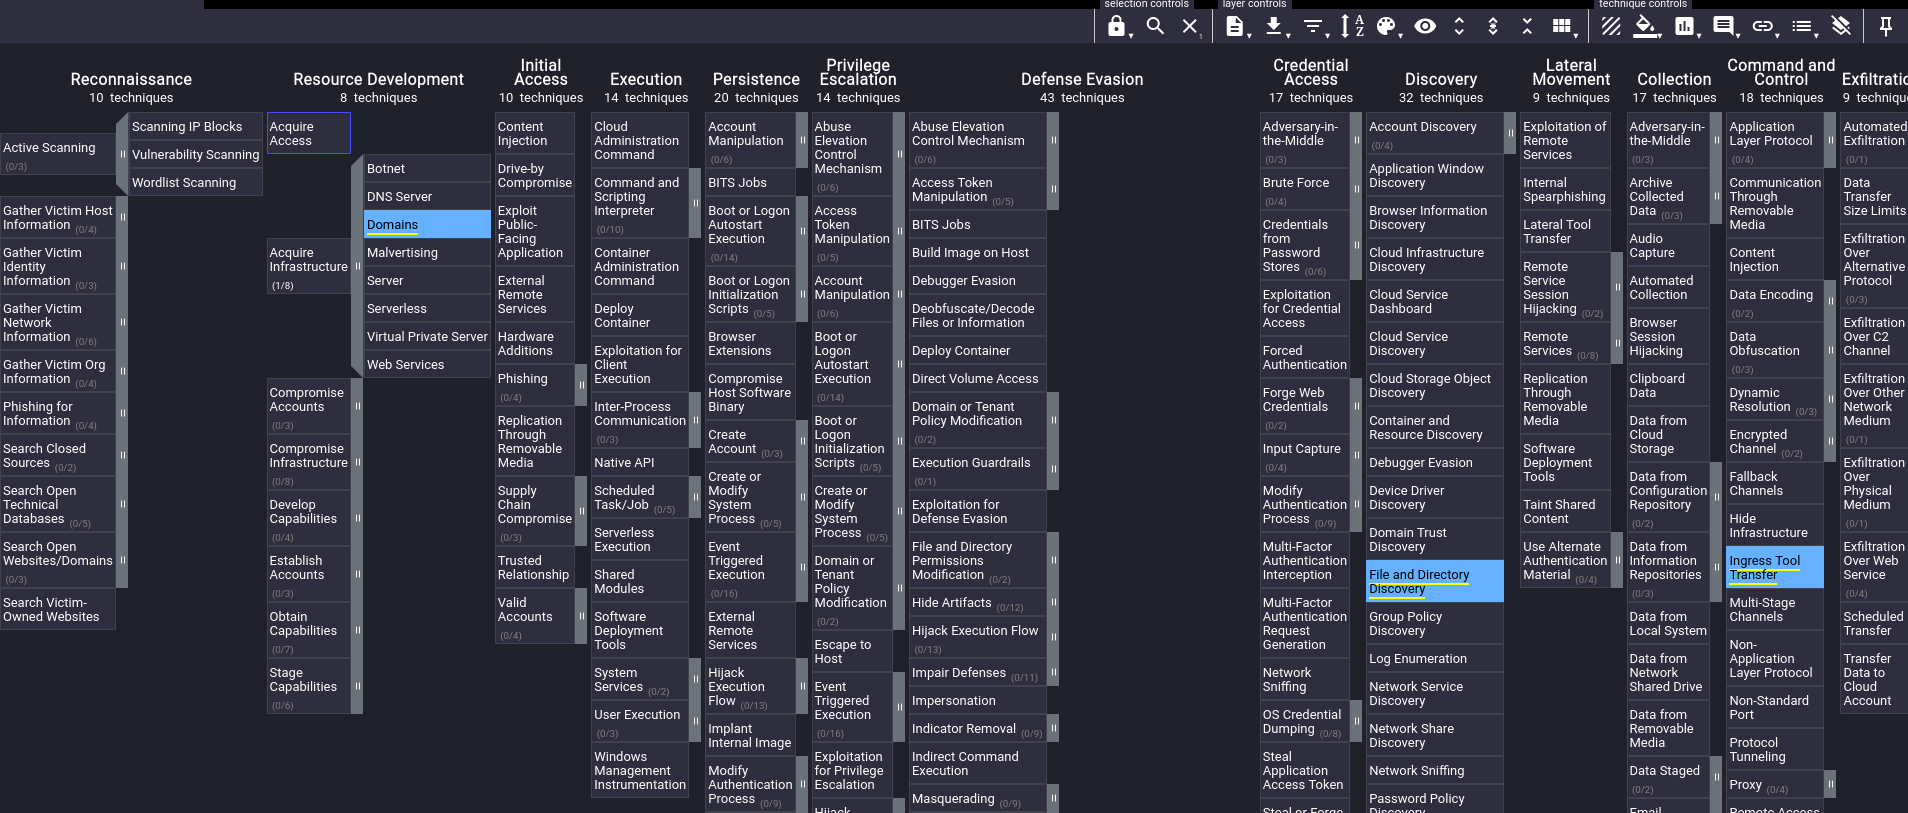 selection controls
layer controls
technique controls
Reconnaissance
10 techniques
Active Scanning
(0/3)
Scanning IP Blocks
Vulnerability Scanning
Wordlist Scanning
Gather Victim Host
Information (0/4)
Gather Victim
Identity
Information (0/3)
Gather Victim
Network
Information (0/6)
Gather Victim Org
Information (0/4)
Phishing for
Information (0/4)
Search Closed
Sources (0/2)
Search Open
Technical
Databases (0/5)
Search Open
Websites/Domains
(0/3)
Search Victim-
Owned Websites
Resource Development
8 techniques
Acquire
Access
Acquire
Infrastructure
(1/8)
Botnet
DNS Server
Domains
Malvertising
Server
Serverless
Virtual Private Server
Web Services
Compromise
Accounts
(0/3)
Compromise
Infrastructure
(0/8)
Develop
Capabilities
(0/4)
Establish
Accounts
(0/3)
Obtain
Capabilities
(0/7)
Stage
Capabilities
(0/6)
Initial
Access
10 techniques
Content
Injection
Drive-by
Compromise
Exploit
Public-
Facing
Application
External
Remote
Services
Hardware
Additions
Phishing
(0/4)
Replication
Through
Removable
Media
Supply
Chain
Compromise
(0/3)
Trusted
Relationship
Valid
Accounts
(0/4)
Execution
14 techniques
Cloud
Administration
Command
Command and
Scripting
Interpreter
(0/10)
Container
Administration
Command
Deploy
Container
Exploitation for
Client
Execution
Inter-Process
Communication
(0/3)
Native API
Scheduled
Task/Job (0/5)
Serverless
Execution
Shared
Modules
Software
Deployment
Tools
System
Services (0/2)
User Execution
(0/3)
Windows
Management
Instrumentation
Persistence
20 techniques
Account
Manipulation
(0/6)
BITS Jobs
Boot or Logon
Autostart
Execution
(0/14)
Boot or Logon
Initialization
Scripts (0/5)
Browser
Extensions
Compromise
Host Software
Binary
Create
Account (0/3)
Create or
Modify
System
Process (0/5)
Event
Triggered
Execution
(0/16)
External
Remote
Services
Hijack
Execution
Flow (0/13)
Implant
Internal Image
Modify
Authentication
Process (0/9)
Privilege
Escalation
14 techniques
Abuse
Elevation
Control
Mechanism
(0/6)
Access
Token
Manipulation
(0/5)
Account
Manipulation
(0/6)
Boot or
Logon
Autostart
Execution
(0/14)
Boot or
Logon
Initialization
Scripts (0/5)
Create or
Modify
System
Process (0/5)
Domain or
Tenant
Policy
Modification
(0/2)
Escape to
Host
Event
Triggered
Execution
(0/16)
Exploitation
for Privilege
Escalation
Hijack
Defense Evasion
43 techniques
Abuse Elevation
Control Mechanism
(0/6)
Access Token
Manipulation (0/5)
BITS Jobs
Build Image on Host
Debugger Evasion
Deobfuscate/Decode
Files or Information
Deploy Container
Direct Volume Access
Domain or Tenant
Policy Modification
(0/2)
Execution Guardrails
(0/1)
Exploitation for
Defense Evasion
File and Directory
Permissions
Modification (0/2)
Hide Artifacts (0/12)
Hijack Execution Flow
(0/13)
Impair Defenses (0/11)
Impersonation
Indicator Removal (0/9)
Indirect Command
Execution
Masquerading (0/9)
Credential
Access
17 techniques
Adversary-in-
the-Middle
(0/3)
Brute Force
(0/4)
Credentials
from
Password
Stores (0/6)
Exploitation
for Credential
Access
Forced
Authentication
Forge Web
Credentials
(0/2)
Input Capture
(0/4)
Modify
Authentication
Process (0/9)
Multi-Factor
Authentication
Interception
Multi-Factor
Authentication
Request
Generation
Network
Sniffing
OS Credential
Dumping (0/8)
Steal
Application
Access Token
Steal or Forge
Discovery
32 techniques
Account Discovery
(0/4)
Application Window
Discovery
Browser Information
Discovery
Cloud Infrastructure
Discovery
Cloud Service
Dashboard
Cloud Service
Discovery
Cloud Storage Object
Discovery
Container and
Resource Discovery
Debugger Evasion
Device Driver
Discovery
Domain Trust
Discovery
File and Directory
Discovery
Group Policy
Discovery
Log Enumeration
Network Service
Discovery
Network Share
Discovery
Network Sniffing
Password Policy
Discovery
Lateral
Movement
9 techniques
Exploitation of
Remote
Services
Internal
Spearphishing
Lateral Tool
Transfer
Remote
Service
Session
Hijacking (0/2)
Remote
Services (0/8)
Replication
Through
Removable
Media
Software
Deployment
Tools
Taint Shared
Content
Use Alternate
Authentication
Material (0/4)
Collection
17 techniques
Adversary-in-
the-Middle
(0/3)
Archive
Collected
Data (0/3)
Audio
Capture
Automated
Collection
Browser
Session
Hijacking
Clipboard
Data
Data from
Cloud
Storage
Data from
Configuration
Repository
(0/2)
Data from
Information
Repositories
(0/3)
Data from
Local System
Data from
Network
Shared Drive
Data from
Removable
Media
Data Staged
(0/2)
Email
Command and
Control
18 techniques
Application
Layer Protocol
(0/4)
Communication
Through
Removable
Media
Content
Injection
Data Encoding
(0/2)
Data
Obfuscation
(0/3)
Dynamic
Resolution (0/3)
Encrypted
Channel (0/2)
Fallback
Channels
Hide
Infrastructure
Ingress Tool
Transfer
Multi-Stage
Channels
Non-
Application
Layer Protocol
Non-Standard
Port
Protocol
Tunneling
Proxy (0/4)
Remote Access
Exfiltratio
9 techniqu
Automated
Exfiltration
(0/1)
Data
Transfer
Size Limits
Exfiltration
Over
Alternative
Protocol
(0/3)
Exfiltration
Over C2
Channel
Exfiltration
Over Other
Network
Medium
(0/1)
Exfiltration
Over
Physical
Medium
(0/1)
Exfiltration
Over Web
Service
(0/4)
Scheduled
Transfer
Transfer
Data to
Cloud
Account